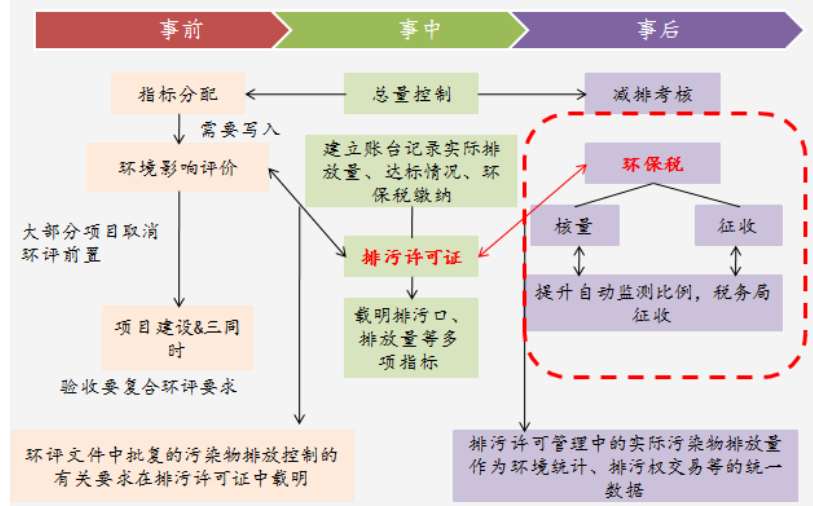 事前
事中
事后
指标分配
总量控制
减排考核
需要写入
环境影响评价
建立账台记录实际排
放量、达标情况、环
保税缴纳
环保税
大部分项目取消
环评前置
核量
征收
排污许可证
提升自动监测比例，税务局
征收
项目建设&三同
时
载明排污口、
排放量等多
项指标
验收要复合环评要求
环评文件中批复的污染物排放控制的
有关要求在排污许可证中载明
排污许可管理中的实际污染物排放量
作为环境统计、排污权交易等的统一
数据